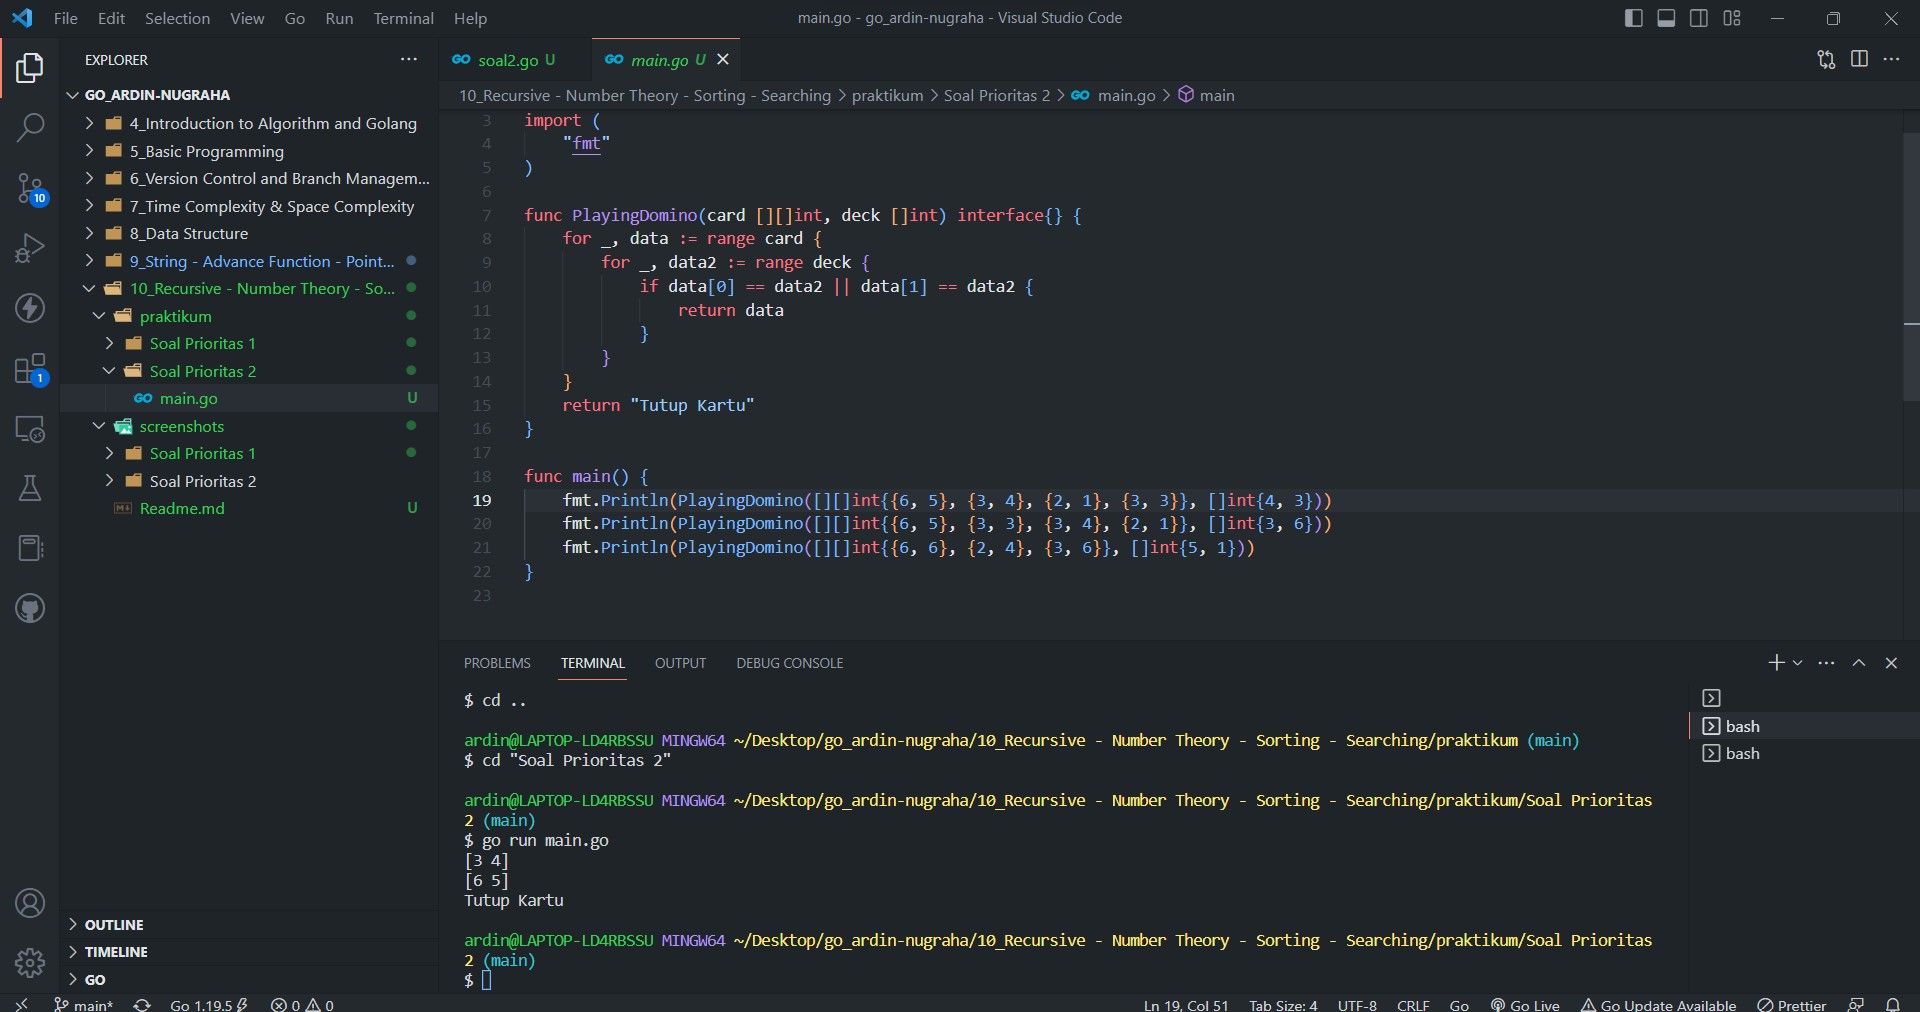 File Edit Selection View Go Run Terminal Help
main.go - go_ardin-nugraha - Visual Studio Code
EXPLORER
GO_ARDIN-NUGRAHA
4_Introduction to Algorithm and Golang
5_Basic Programming
6_Version Control and Branch Managem...
7_Time Complexity & Space Complexity
8_Data Structure
9_String - Advance Function - Point...
10_Recursive - Number Theory - So...
praktikum
Soal Prioritas 1
Soal Prioritas 2
main.go U
screenshots
Soal Prioritas 1
Soal Prioritas 2
Readme.md U
OUTLINE
TIMELINE
GO
10
1
soal2.go U
main.go U
10_Recursive - Number Theory - Sorting - Searching > praktikum > Soal Prioritas 2 > main.go > main
3 import (
4 "fmt"
5 )
6
7 func PlayingDomino(card [][]int, deck []int) interface{} {
8 for _, data := range card {
9 for _, data2 := range deck {
10 if data[0] == data2 || data[1] == data2 {
11 return data
12 }
13 }
14 }
15 return "Tutup Kartu"
16 }
17
18 func main() {
19 fmt.Println(PlayingDomino([][]int{{6, 5}, {3, 4}, {2, 1}, {3, 3}}, []int{4, 3}))
20 fmt.Println(PlayingDomino([][]int{{6, 5}, {3, 3}, {3, 4}, {2, 1}}, []int{3, 6}))
21 fmt.Println(PlayingDomino([][]int{{6, 6}, {2, 4}, {3, 6}}, []int{5, 1}))
22 }
23
PROBLEMS TERMINAL OUTPUT DEBUG CONSOLE
$ cd ..
ardin@LAPTOP-LD4RBSSU MINGW64 ~/Desktop/go_ardin-nugraha/10_Recursive - Number Theory - Sorting - Searching/praktikum (main)
$ cd "Soal Prioritas 2"
ardin@LAPTOP-LD4RBSSU MINGW64 ~/Desktop/go_ardin-nugraha/10_Recursive - Number Theory - Sorting - Searching/praktikum/Soal Prioritas
2 (main)
$ go run main.go
[3 4]
[6 5]
Tutup Kartu
ardin@LAPTOP-LD4RBSSU MINGW64 ~/Desktop/go_ardin-nugraha/10_Recursive - Number Theory - Sorting - Searching/praktikum/Soal Prioritas
2 (main)
$
bash
bash
main* Go 1.19.5 0 0 Ln 19, Col 51 Tab Size: 4 UTF-8 CRLF Go Go Live Go Update Available Prettier